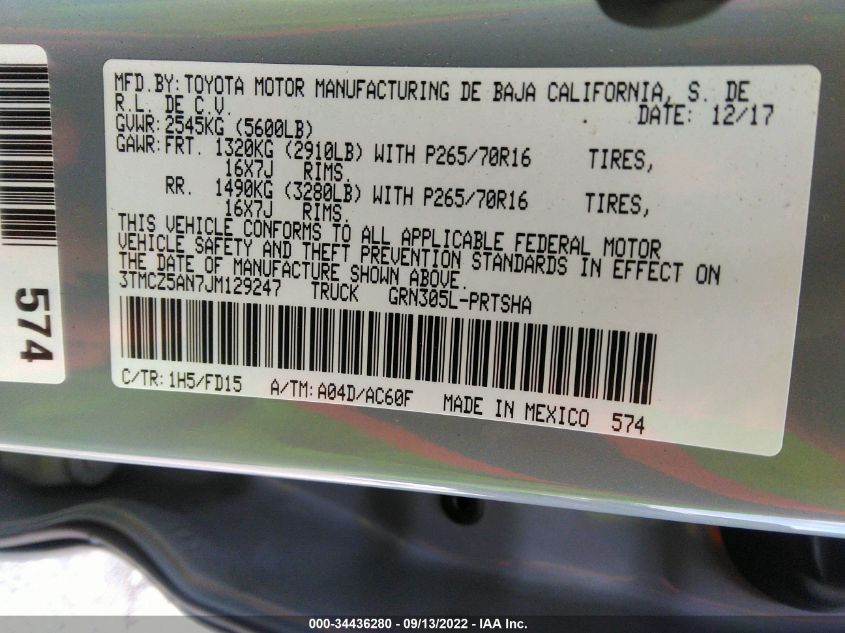 MFD.BY: TOYOTA MOTOR MANUFACTURING DE BAJA CALIFORNIA, S. DE
R.L. DE C.V. DATE: 12/17
GVWR: 2545KG (5600LB)
GAWR: FRT. 1320KG (2910LB) WITH P265/70R16 TIRES,
16X7J RIMS.
RR. 1490KG (3280LB) WITH P265/70R16 TIRES,
16X7J RIMS.
THIS VEHICLE CONFORMS TO ALL APPLICABLE FEDERAL MOTOR
VEHICLE SAFETY AND THEFT PREVENTION STANDARDS IN EFFECT ON
THE DATE OF MANUFACTURE SHOWN ABOVE.
3TMCZ5AN7JM129247 TRUCK GRN305L-PRTSHA
C/TR: 1H5/FD15 A/TM: A04D/AC60F MADE IN MEXICO 574
574
000-34436280 - 09/13/2022 - IAA Inc.